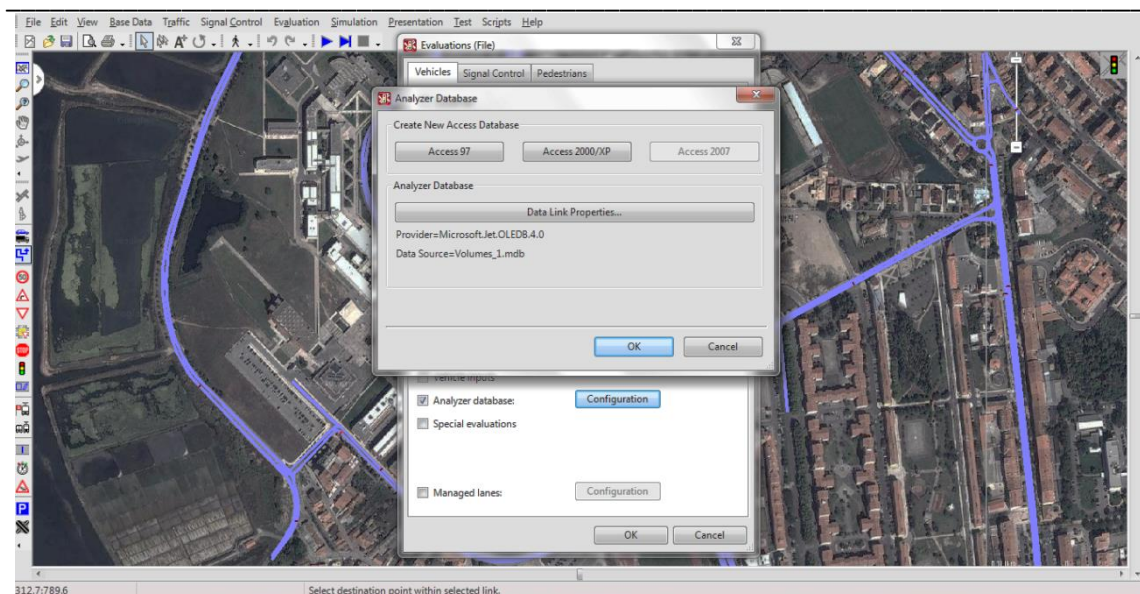 File Edit View Base Data Traffic Signal Control Evaluation Simulation Presentation Test Scripts Help
Evaluations (File)
Vehicles Signal Control Pedestrians
Analyzer Database
Create New Access Database
Access 97 Access 2000/XP Access 2007
Analyzer Database
Data Link Properties...
Provider=Microsoft.Jet.OLEDB.4.0
Data Source=Volumes_1.mdb
OK Cancel
Vehicle inputs
Analyzer database: Configuration
Special evaluations
Managed lanes: Configuration
OK Cancel
312.7:789.6 Select destination point within selected link.